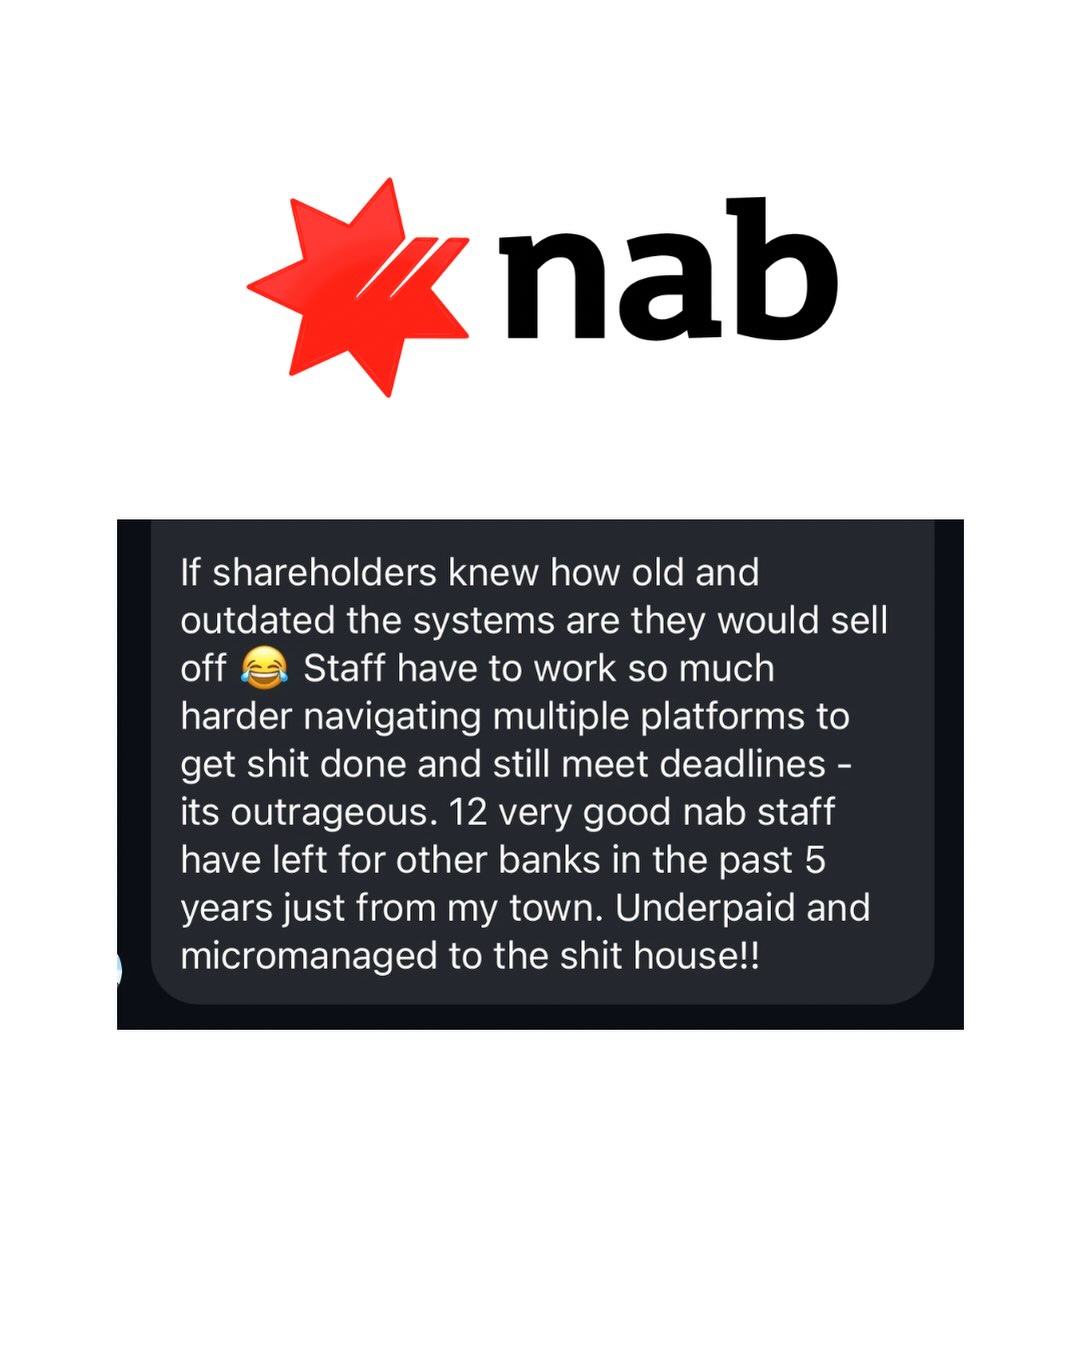 nab
If shareholders knew how old and
outdated the systems are they would sell
off 😂 Staff have to work so much
harder navigating multiple platforms to
get shit done and still meet deadlines -
its outrageous. 12 very good nab staff
have left for other banks in the past 5
years just from my town. Underpaid and
micromanaged to the shit house!!